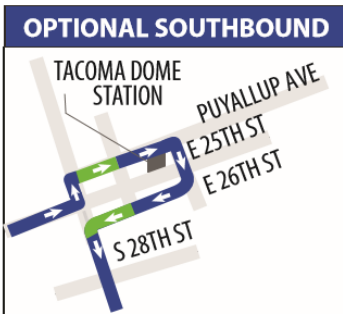 OPTIONAL SOUTHBOUND
TACOMA DOME
STATION
PUYALLUP AVE
E 25TH ST
E 26TH ST
S 28TH ST